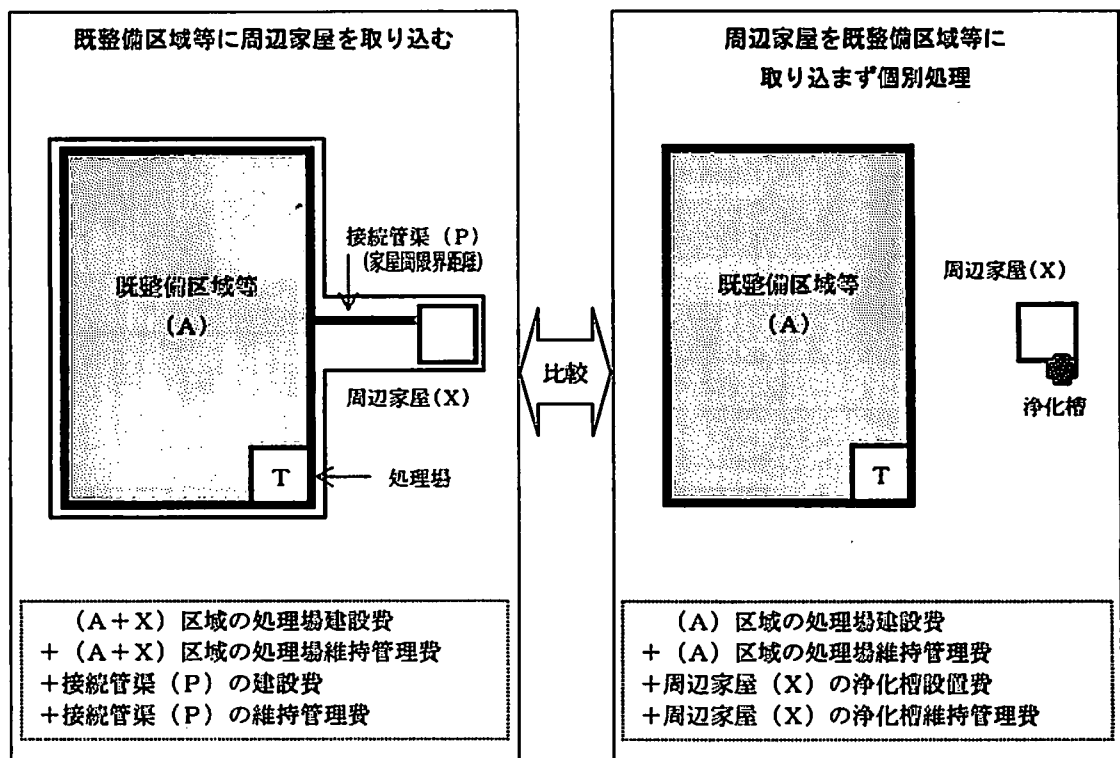 既整備区域等に周辺家屋を取り込む
接続管渠(P)
(家屋間限界距離)
既整備区域等
(A)
周辺家屋(X)
T
処理場
(A+X)区域の処理場建設費
+(A+X)区域の処理場維持管理費
+接続管渠(P)の建設費
+接続管渠(P)の維持管理費
比較
周辺家屋を既整備区域等に
取り込まず個別処理
既整備区域等
(A)
周辺家屋(X)
浄化槽
T
(A)区域の処理場建設費
+(A)区域の処理場維持管理費
+周辺家屋(X)の浄化槽設置費
+周辺家屋(X)の浄化槽維持管理費